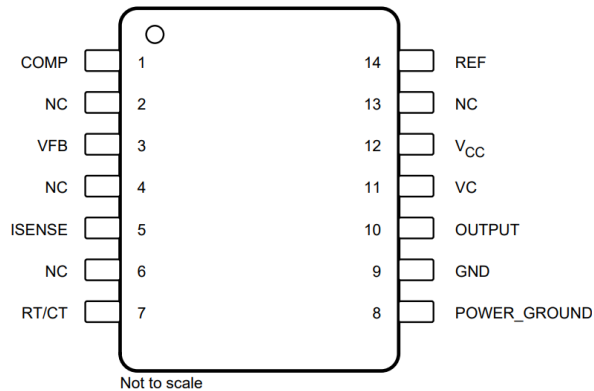 COMP 1 14 REF
NC 2 13 NC
VFB 3 12 VCC
NC 4 11 VC
ISENSE 5 10 OUTPUT
NC 6 9 GND
RT/CT 7 8 POWER_GROUND
Not to scale